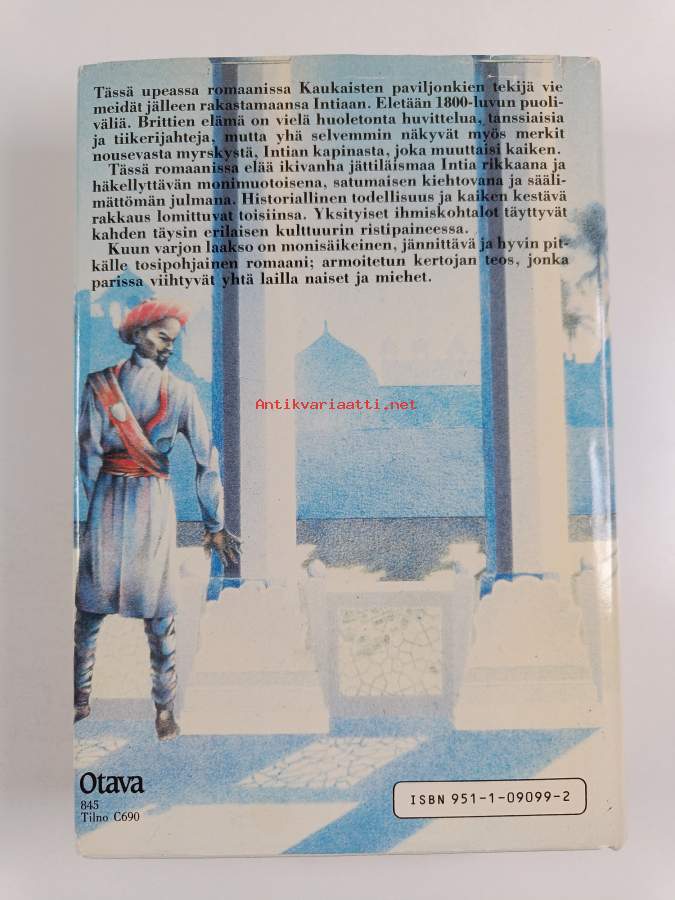 Tässä upeassa romaanissa Kaukaisten paviljonkien tekijä vie
meidät jälleen rakastamaansa Intiaan. Eletään 1800-luvun puoli-
väliä. Brittien elämä on vielä huoletonta huvittelua, tanssiaisia
ja tiikerijahteja, mutta yhä selvemmin näkyvät myös merkit
nousevasta myrskystä, Intian kapinasta, joka muuttaisi kaiken.
Tässä romaanissa elää ikivanha jättiläismaa Intia rikkaana ja
häkellyttävän monimuotoisena, satumaisen kiehtovana ja sääli-
mättömän julmana. Historiallinen todellisuus ja kaiken kestävä
rakkaus lomittuvat toisiinsa. Yksityiset ihmiskohtalot täyttyvät
kahden täysin erilaisen kulttuurin ristipaineessa.
Kuun varjon laakso on monisäikeinen, jännittävä ja hyvin pit-
källe tosipohjainen romaani; armoitetun kertojan teos, jonka
parissa viihtyvät yhtä lailla naiset ja miehet.
Antikvariaatti.net
Otava
845
Tilno C690
ISBN 951-1-09099-2